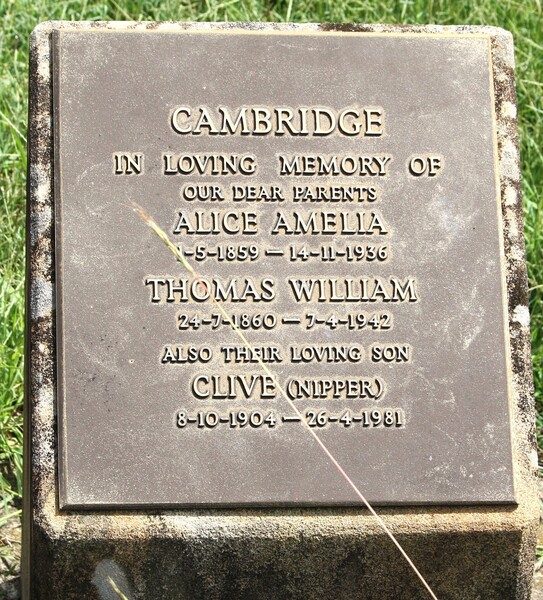 CAMBRIDGE
IN LOVING MEMORY OF
OUR DEAR PARENTS
ALICE AMELIA
1-5-1859 — 14-11-1936
THOMAS WILLIAM
24-7-1860 — 7-4-1942
ALSO THEIR LOVING SON
CLIVE (NIPPER)
8-10-1904 — 26-4-1981